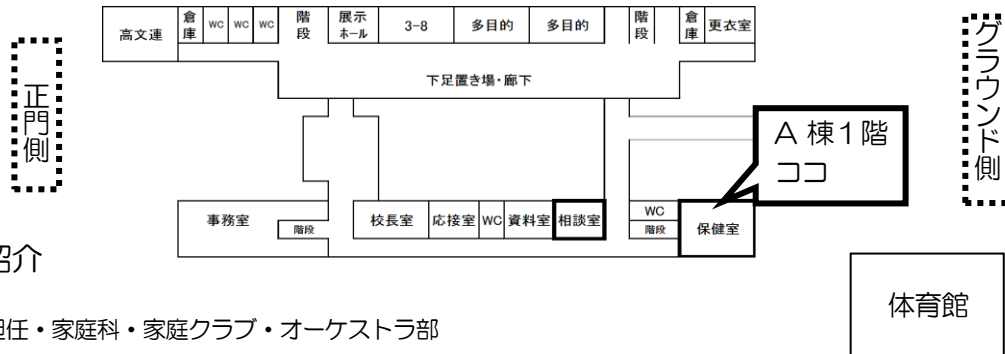 正門側
高文連
倉庫
WC
WC
WC
階段
展示ホール
3-8
多目的
多目的
階段
倉庫
更衣室
グラウンド側
下足置き場・廊下
A 棟1階
ココ
事務室
階段
校長室
応接室
WC
資料室
相談室
WC
階段
保健室
紹介
体育館
担任・家庭科・家庭クラブ・オーケストラ部